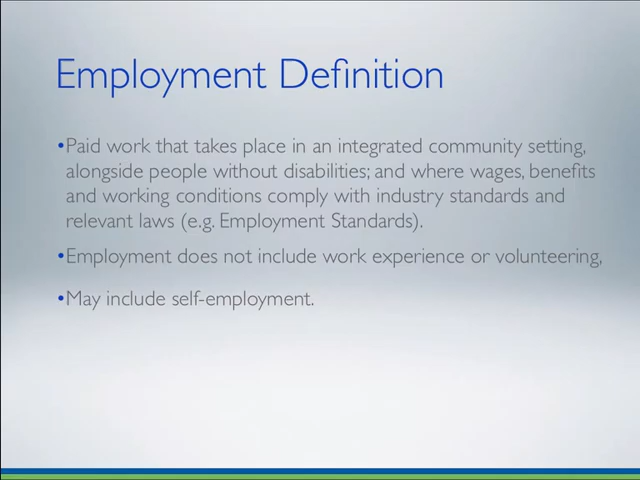 Employment Definition
•Paid work that takes place in an integrated community setting,
alongside people without disabilities; and where wages, benefits
and working conditions comply with industry standards and
relevant laws (e.g. Employment Standards).
•Employment does not include work experience or volunteering,
•May include self-employment.